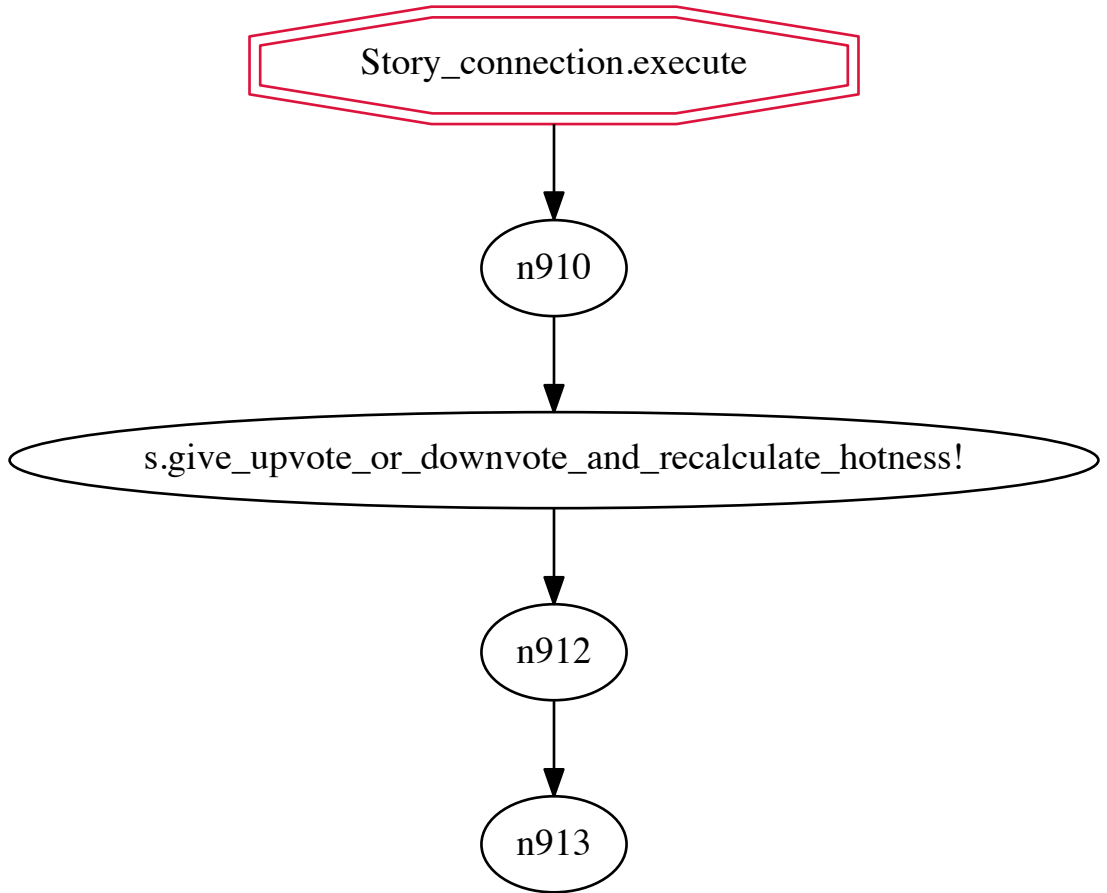 Story_connection.execute
n910
s.give_upvote_or_downvote_and_recalculate_hotness!
n912
n913